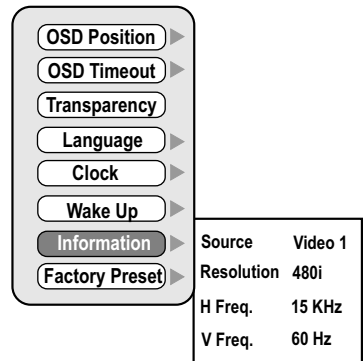 OSD Position
OSD Timeout
Transparency
Language
Clock
Wake Up
Information
Factory Preset
Source Video 1
Resolution 480i
H Freq. 15 KHz
V Freq. 60 Hz